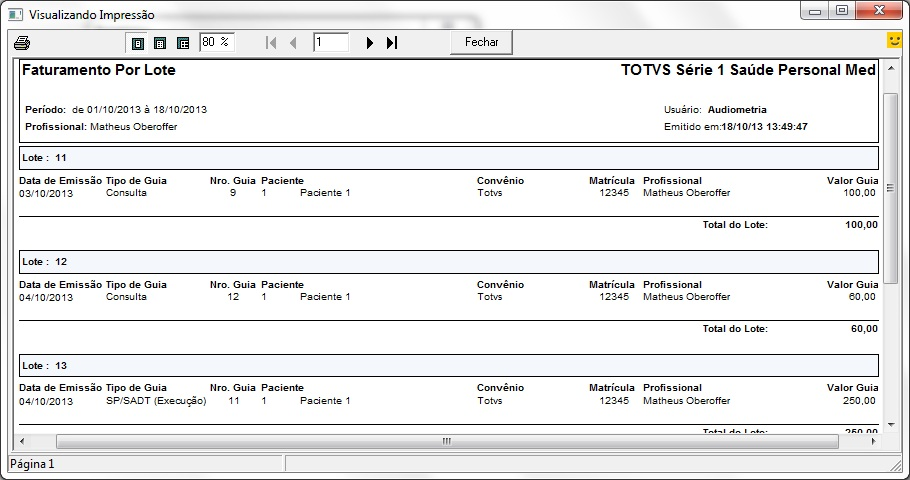 Visualizando Impressão
80 %
1
Fechar
Faturamento Por Lote TOTVS Série 1 Saúde Personal Med
Período: de 01/10/2013 à 18/10/2013 Usuário: Audiometria
Profissional: Matheus Oberoffer Emitido em:18/10/13 13:49:47
Lote : 11
Data de Emissão Tipo de Guia Nro. Guia Paciente Convênio Matrícula Profissional Valor Guia
03/10/2013 Consulta 9 1 Paciente 1 Totvs 12345 Matheus Oberoffer 100,00
Total do Lote: 100,00
Lote : 12
Data de Emissão Tipo de Guia Nro. Guia Paciente Convênio Matrícula Profissional Valor Guia
04/10/2013 Consulta 12 1 Paciente 1 Totvs 12345 Matheus Oberoffer 60,00
Total do Lote: 60,00
Lote : 13
Data de Emissão Tipo de Guia Nro. Guia Paciente Convênio Matrícula Profissional Valor Guia
04/10/2013 SP/SADT (Execução) 11 1 Paciente 1 Totvs 12345 Matheus Oberoffer 250,00
Total do Lote: 250,00
Página 1